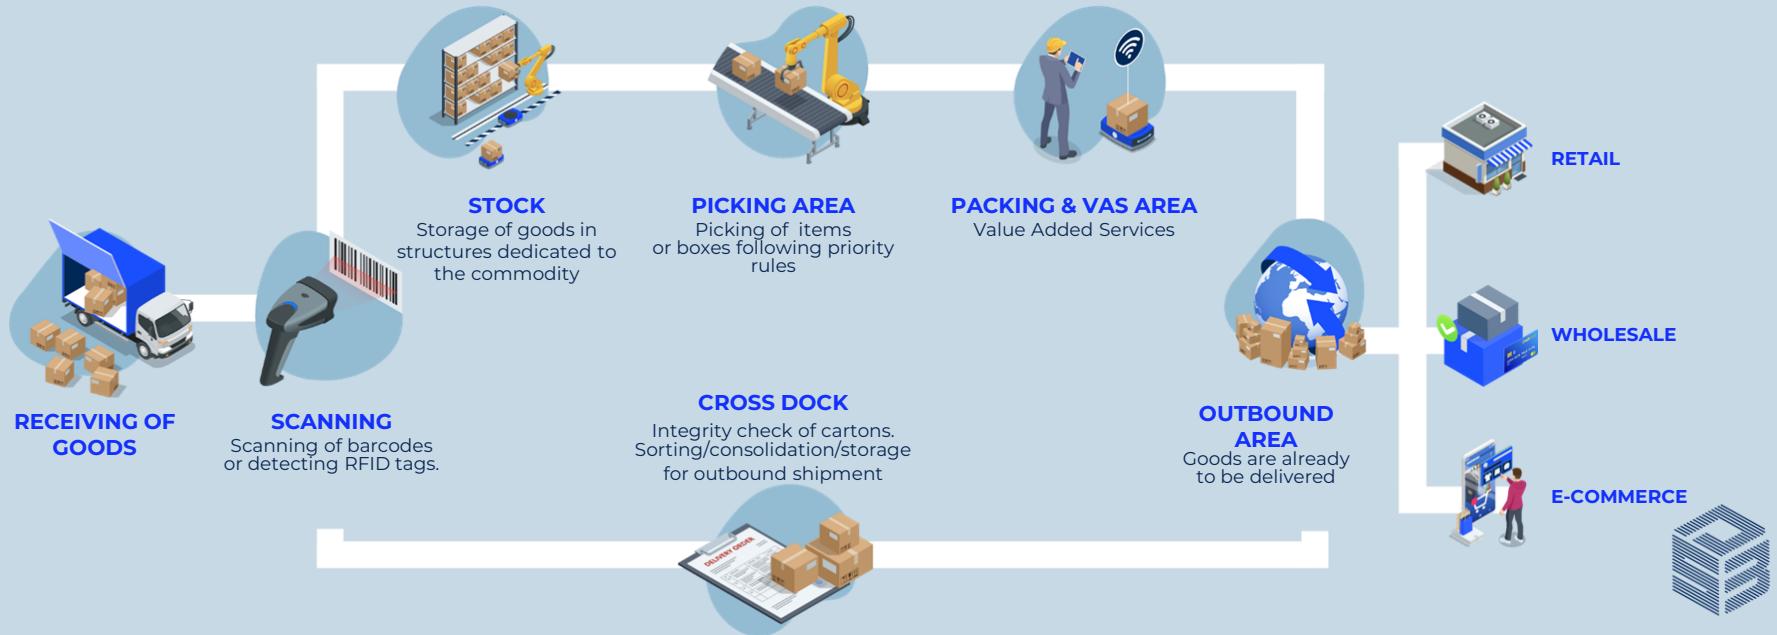 RECEIVING OF
GOODS
SCANNING
Scanning of barcodes
or detecting RFID tags.
STOCK
Storage of goods in
structures dedicated to
the commodity
PICKING AREA
Picking of items
or boxes following priority
rules
PACKING & VAS AREA
Value Added Services
CROSS DOCK
Integrity check of cartons.
Sorting/consolidation/storage
for outbound shipment
DELIVERY ORDER
OUTBOUND
AREA
Goods are already
to be delivered
RETAIL
WHOLESALE
E-COMMERCE